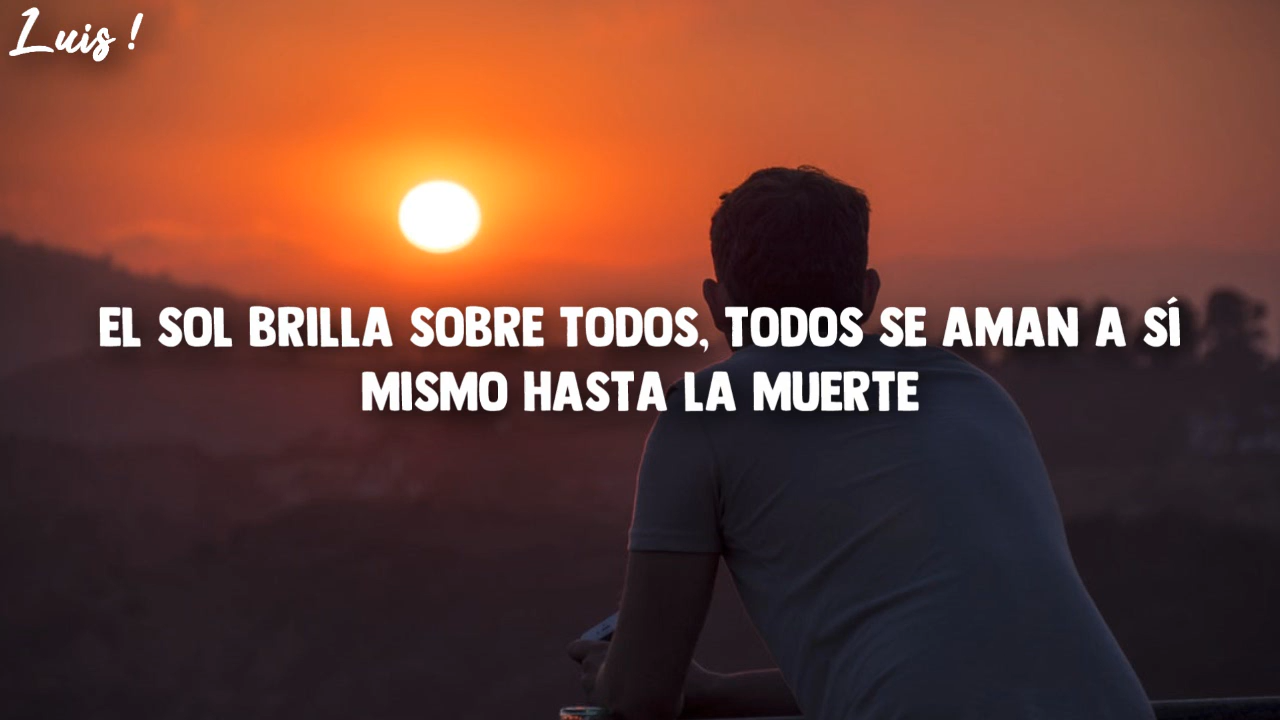 Luis !
EL SOL BRILLA SOBRE TODOS, TODOS SE AMAN A SÍ
MISMO HASTA LA MUERTE